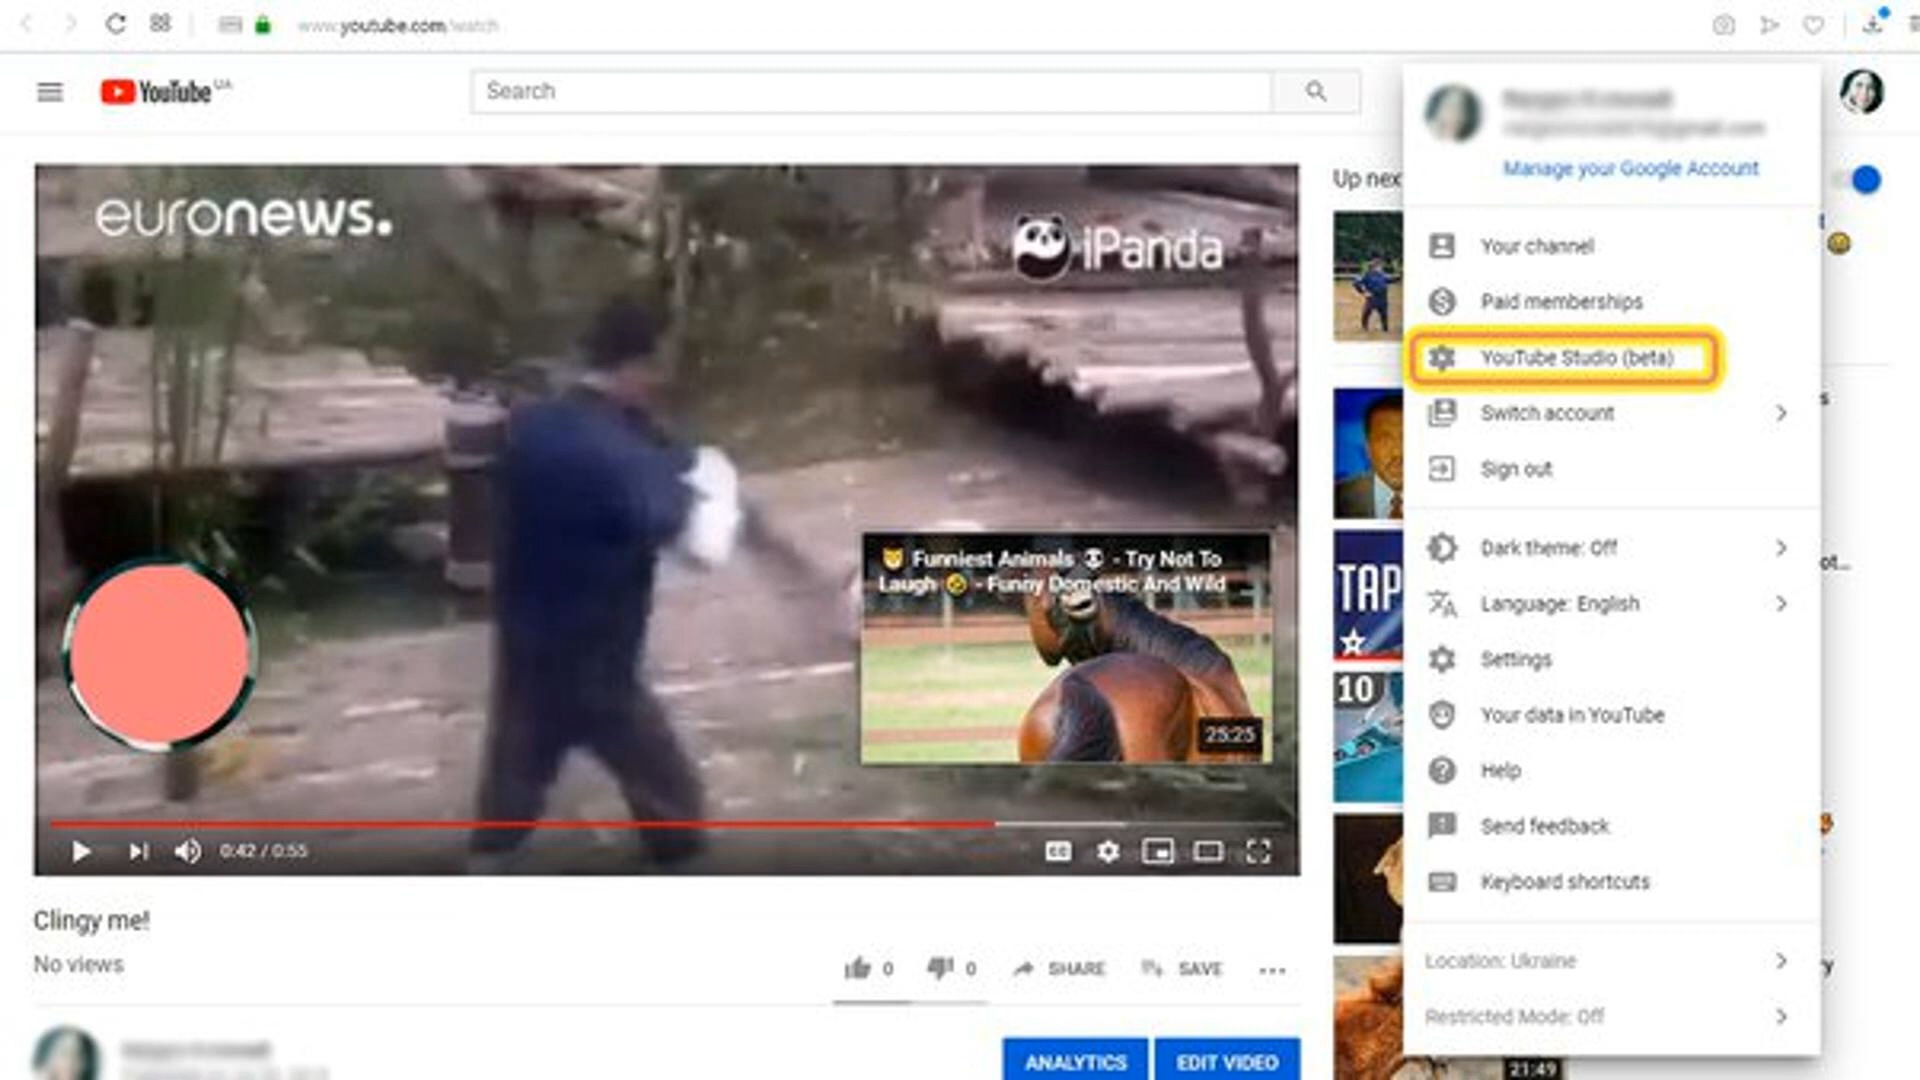 www.youtube.com/watch
YouTube UA
Search
Manage your Google Account
Your channel
Paid memberships
YouTube Studio (beta)
Switch account
Sign out
Dark theme: Off
Language: English
Settings
Your data in YouTube
Help
Send feedback
Keyboard shortcuts
Location: Ukraine
Restricted Mode: Off
Up nex
euronews.
iPanda
🐱 Funniest Animals 🐼 - Try Not To
Laugh 🤣 - Funny Domestic And Wild
25:25
0:42 / 0:55
Clingy me!
No views
0
0
SHARE
SAVE
ANALYTICS
EDIT VIDEO
TAP
10
s
ot...
y
21:49